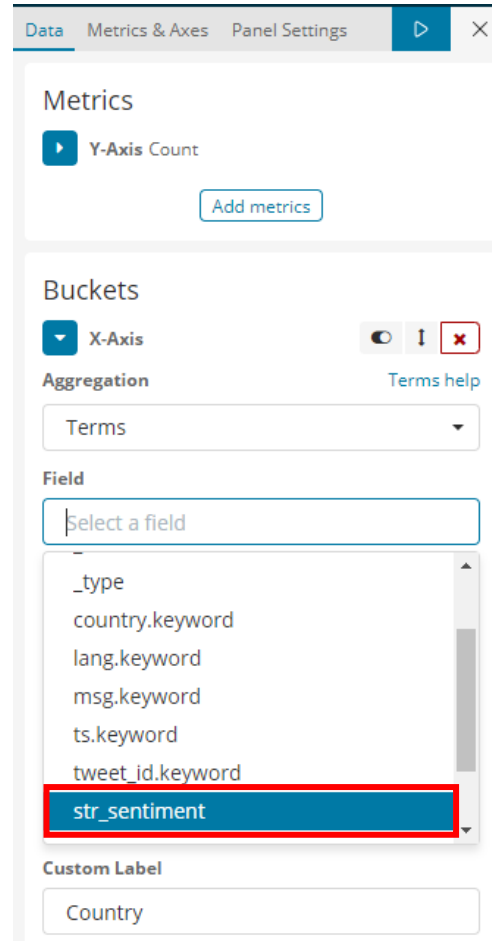 Data Metrics & Axes Panel Settings
Metrics
Y-Axis Count
Add metrics
Buckets
X-Axis
Aggregation Terms help
Terms
Field
Select a field
_type
country.keyword
lang.keyword
msg.keyword
ts.keyword
tweet_id.keyword
str_sentiment
Custom Label
Country